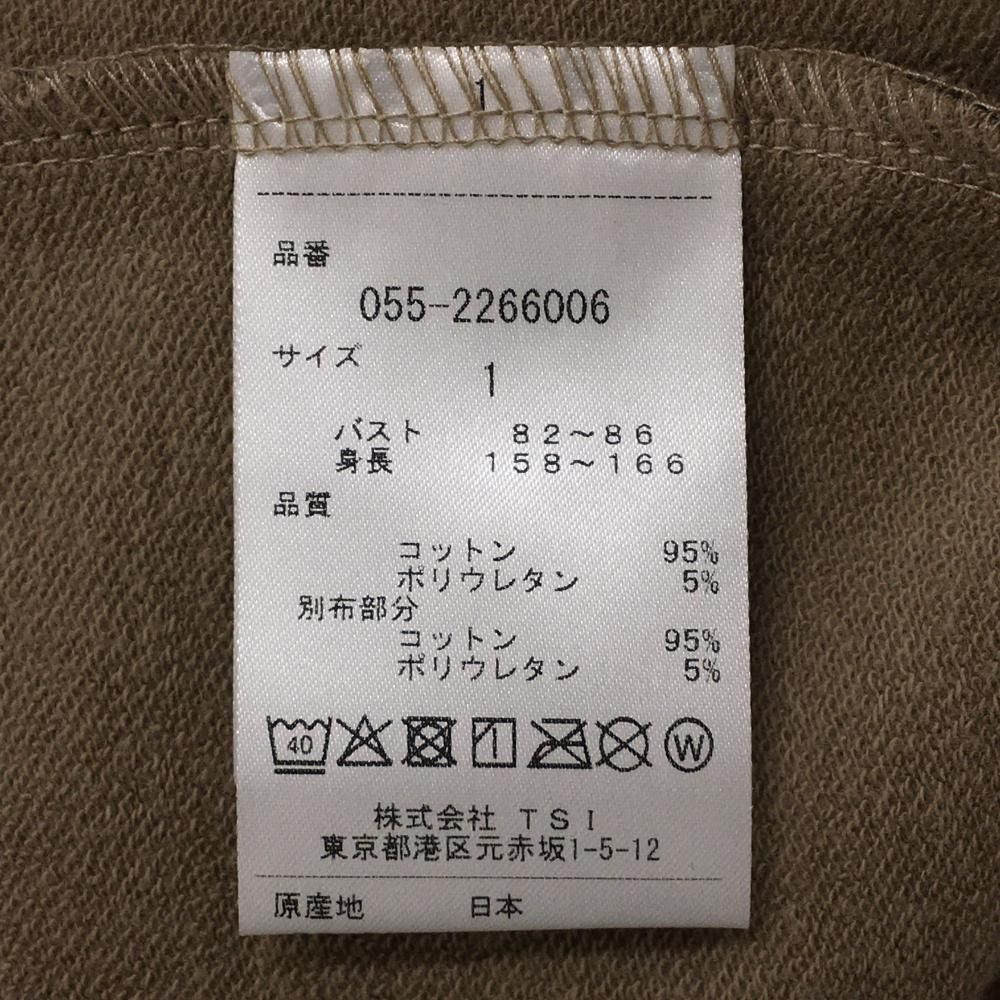 1
品番
055-2266006
サイズ
1
バスト 82~86
身長 158~166
品質
コットン 95%
ポリウレタン 5%
別布部分
コットン 95%
ポリウレタン 5%
40 W
株式会社 TSI
東京都港区元赤坂1-5-12
原産地 日本